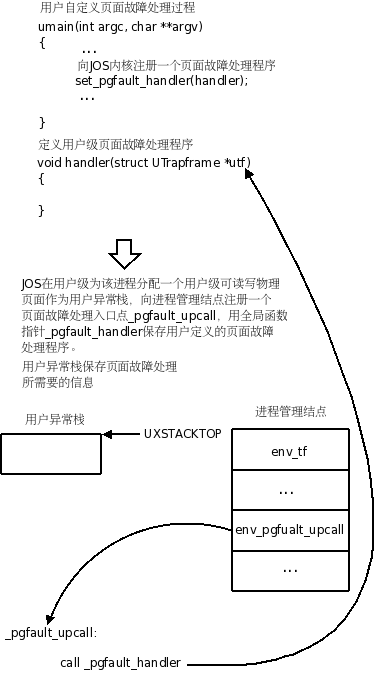 用户自定义页面故障处理过程
umain(int argc, char **argv)
{
...
向JOS内核注册一个页面故障处理程序
set_pgfault_handler(handler);
...
}
定义用户级页面故障处理程序
void handler(struct UTrapframe *utf)
{
}
JOS在用户级为该进程分配一个用户级可读写物理
页面作为用户异常栈，向进程管理结点注册一个
页面故障处理入口点_pgfault_upcall，用全局函数
指针_pgfault_handler保存用户定义的页面故障
处理程序。
用户异常栈保存页面故障处理
所需要的信息
用户异常栈
UXSTACKTOP
进程管理结点
env_tf
...
env_pgfualt_upcall
...
_pgfault_upcall:
call _pgfault_handler